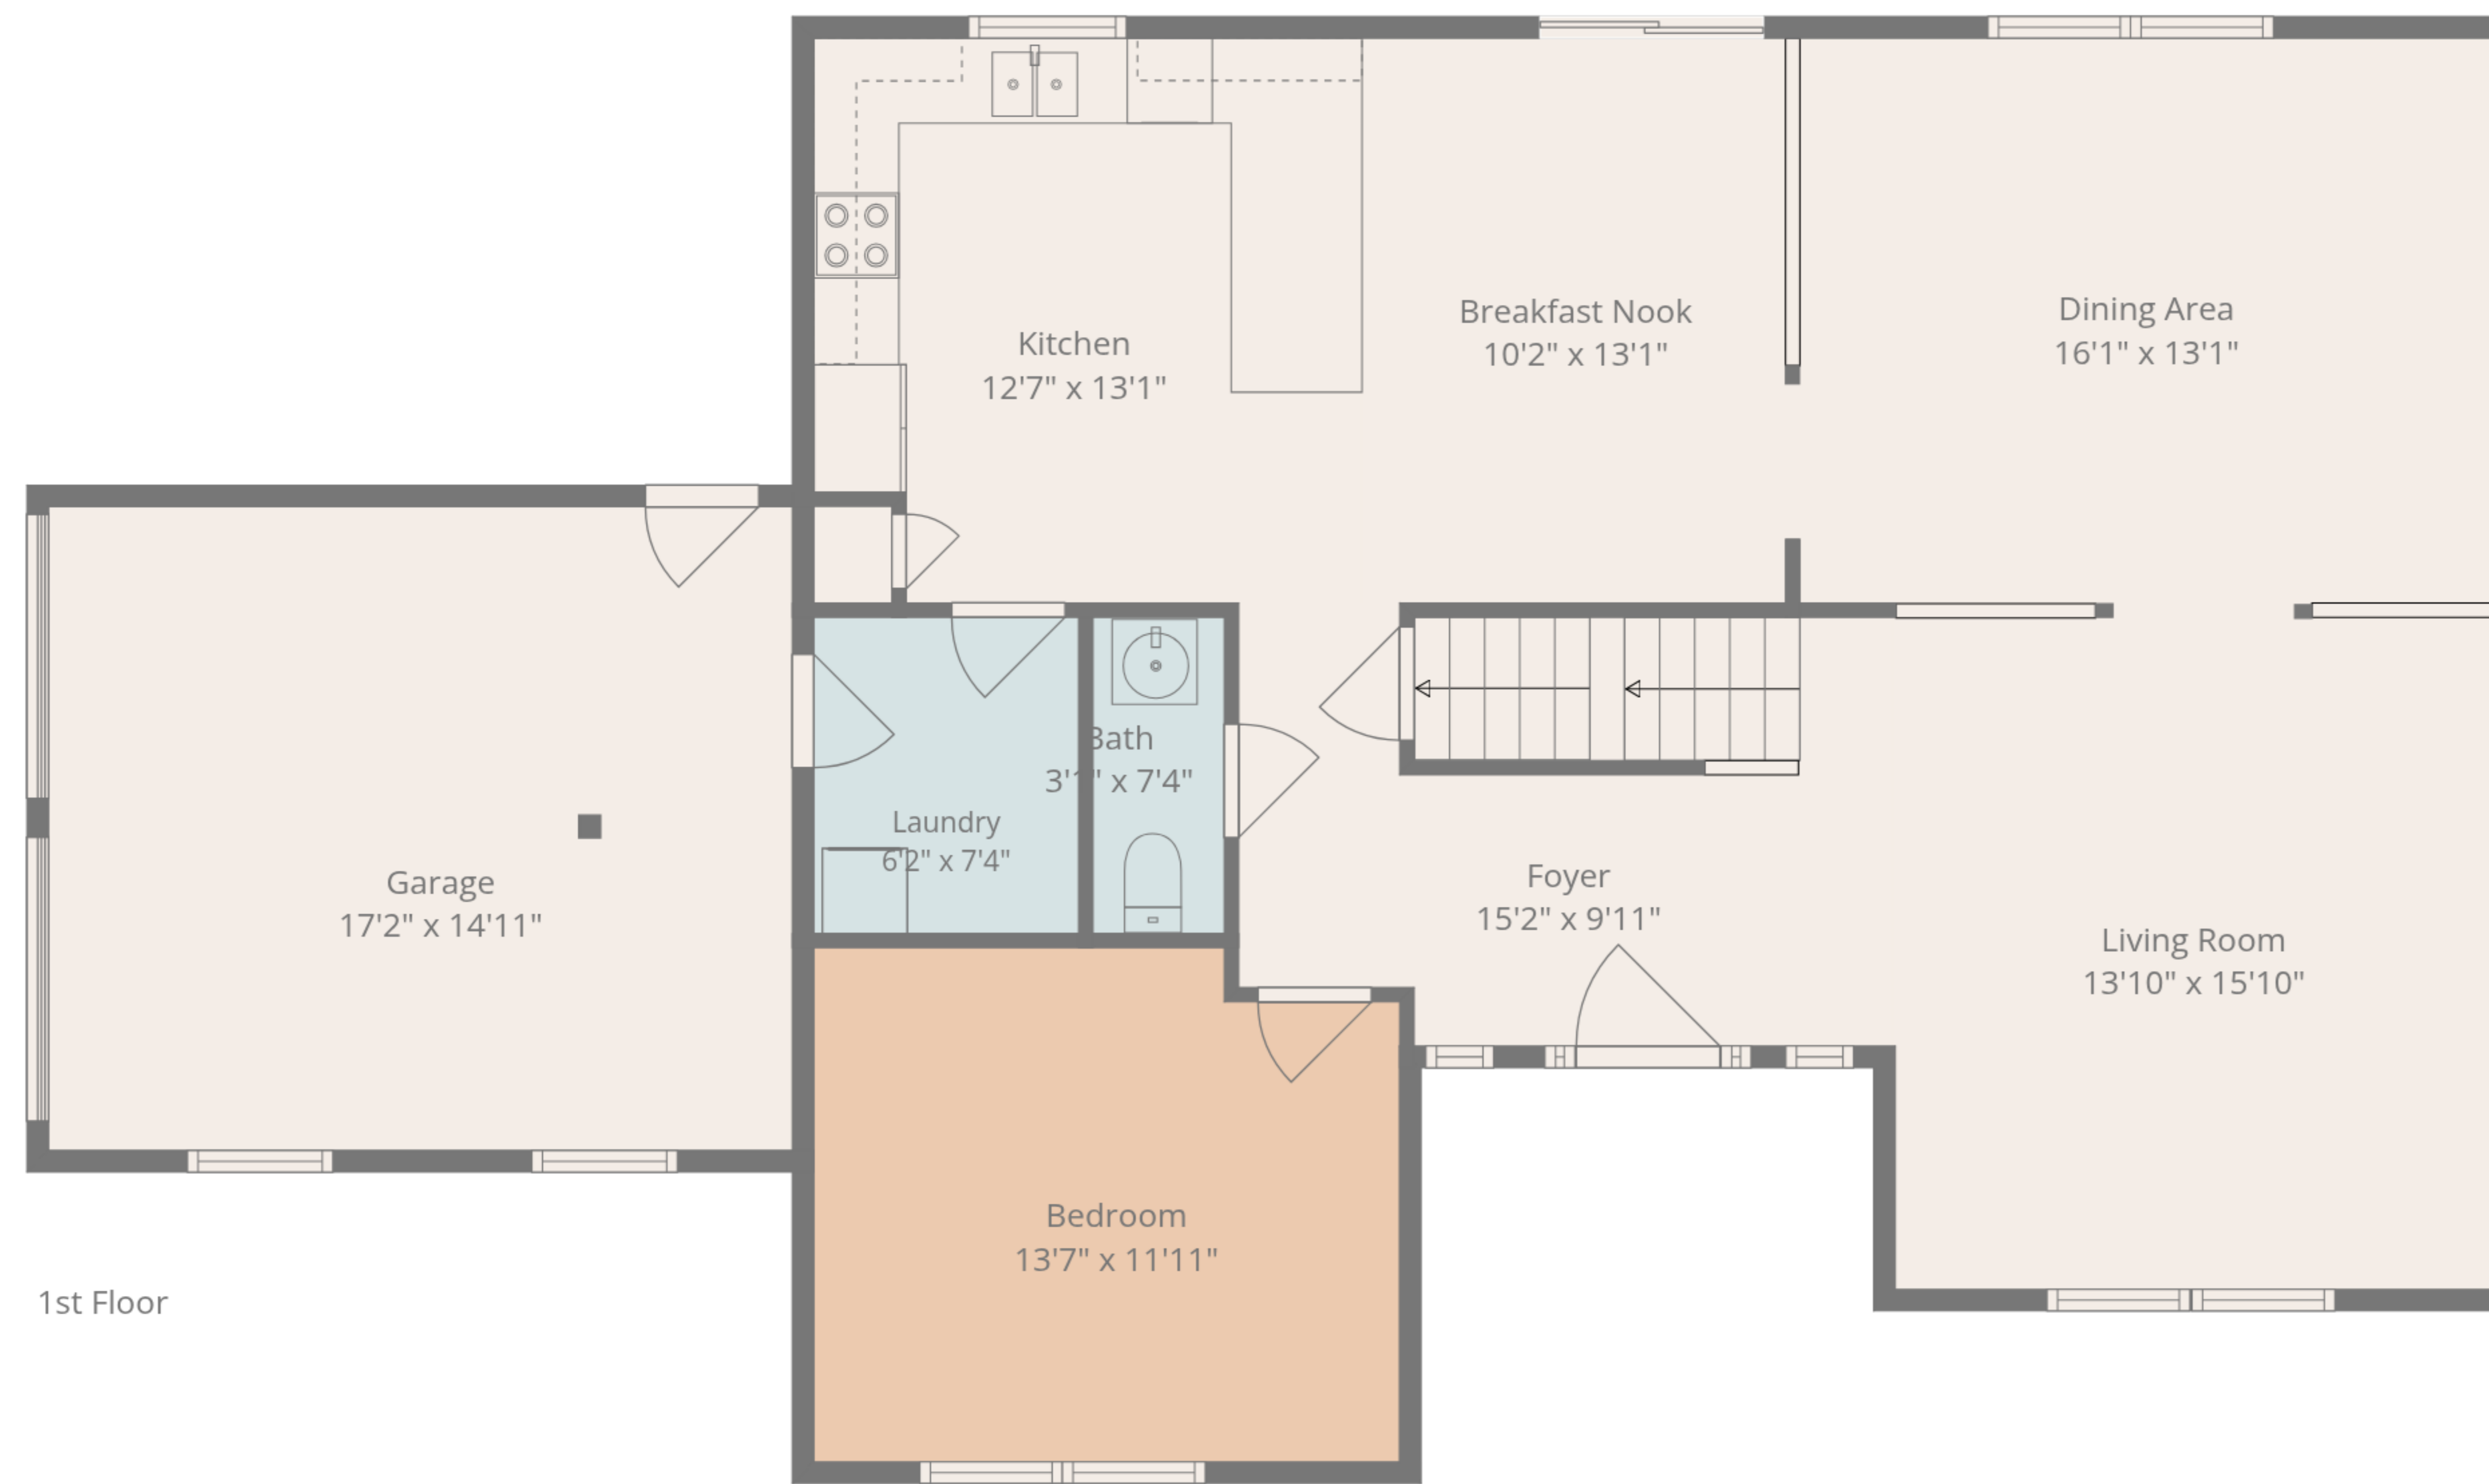 Kitchen
12'7" x 13'1"
Breakfast Nook
10'2" x 13'1"
Dining Area
16'1" x 13'1"
Bath
3'1" x 7'4"
Laundry
6'2" x 7'4"
Garage
17'2" x 14'11"
Foyer
15'2" x 9'11"
Living Room
13'10" x 15'10"
Bedroom
13'7" x 11'11"
1st Floor